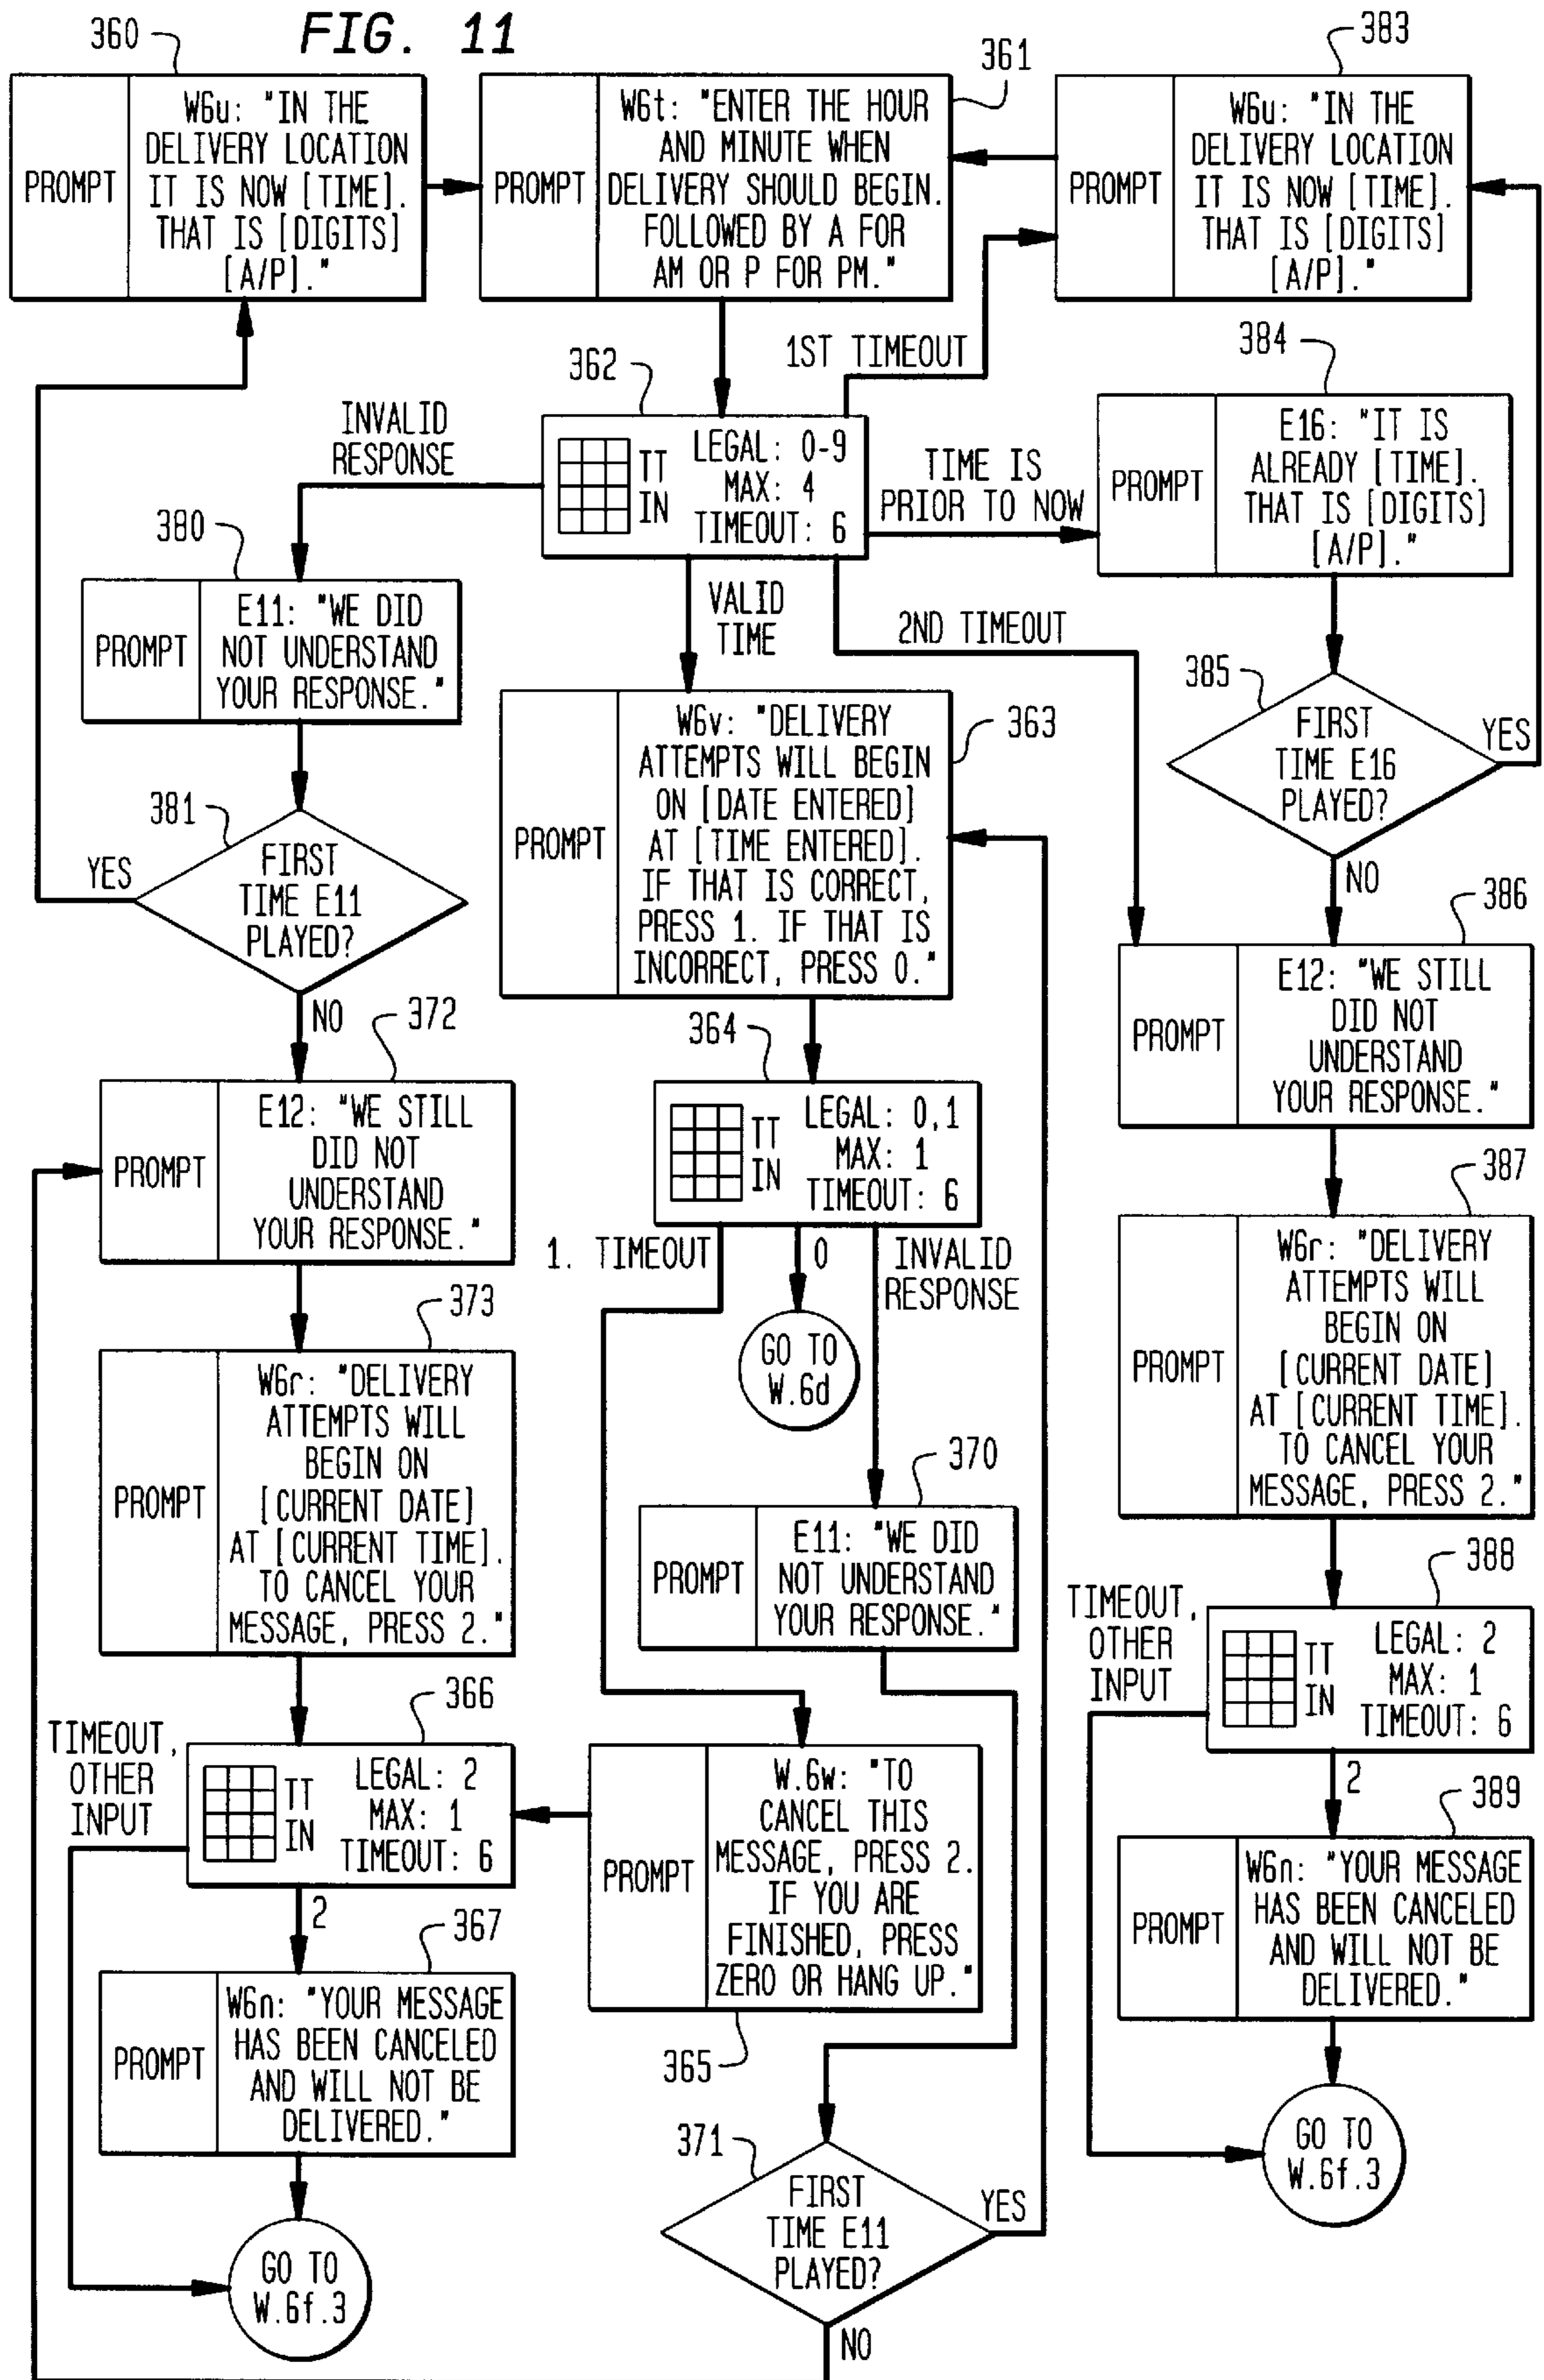 FIG. 11
360
PROMPT
W6u: "IN THE
DELIVERY LOCATION
IT IS NOW [TIME].
THAT IS [DIGITS]
[A/P]."
361
PROMPT
W6t: "ENTER THE HOUR
AND MINUTE WHEN
DELIVERY SHOULD BEGIN.
FOLLOWED BY A FOR
AM OR P FOR PM."
383
PROMPT
W6u: "IN THE
DELIVERY LOCATION
IT IS NOW [TIME].
THAT IS [DIGITS]
[A/P]."
362
TT
IN
LEGAL: 0-9
MAX: 4
TIMEOUT: 6
1ST TIMEOUT
INVALID
RESPONSE
TIME IS
PRIOR TO NOW
VALID
TIME
2ND TIMEOUT
384
PROMPT
E16: "IT IS
ALREADY [TIME].
THAT IS [DIGITS]
[A/P]."
385
FIRST
TIME E16
PLAYED?
YES
NO
380
PROMPT
E11: "WE DID
NOT UNDERSTAND
YOUR RESPONSE."
381
FIRST
TIME E11
PLAYED?
YES
NO
363
PROMPT
W6v: "DELIVERY
ATTEMPTS WILL BEGIN
ON [DATE ENTERED]
AT [TIME ENTERED].
IF THAT IS CORRECT,
PRESS 1. IF THAT IS
INCORRECT, PRESS 0."
386
PROMPT
E12: "WE STILL
DID NOT
UNDERSTAND
YOUR RESPONSE."
372
PROMPT
E12: "WE STILL
DID NOT
UNDERSTAND
YOUR RESPONSE."
364
TT
IN
LEGAL: 0,1
MAX: 1
TIMEOUT: 6
1. TIMEOUT
0
INVALID
RESPONSE
GO TO
W.6d
387
PROMPT
W6r: "DELIVERY
ATTEMPTS WILL
BEGIN ON
[CURRENT DATE]
AT [CURRENT TIME].
TO CANCEL YOUR
MESSAGE, PRESS 2."
373
PROMPT
W6r: "DELIVERY
ATTEMPTS WILL
BEGIN ON
[CURRENT DATE]
AT [CURRENT TIME].
TO CANCEL YOUR
MESSAGE, PRESS 2."
370
PROMPT
E11: "WE DID
NOT UNDERSTAND
YOUR RESPONSE."
388
TT
IN
LEGAL: 2
MAX: 1
TIMEOUT: 6
TIMEOUT,
OTHER
INPUT
2
366
TT
IN
LEGAL: 2
MAX: 1
TIMEOUT: 6
TIMEOUT,
OTHER
INPUT
2
PROMPT
W.6w: "TO
CANCEL THIS
MESSAGE, PRESS 2.
IF YOU ARE
FINISHED, PRESS
ZERO OR HANG UP."
365
389
PROMPT
W6n: "YOUR MESSAGE
HAS BEEN CANCELED
AND WILL NOT BE
DELIVERED."
367
PROMPT
W6n: "YOUR MESSAGE
HAS BEEN CANCELED
AND WILL NOT BE
DELIVERED."
371
FIRST
TIME E11
PLAYED?
YES
NO
GO TO
W.6f.3
GO TO
W.6f.3